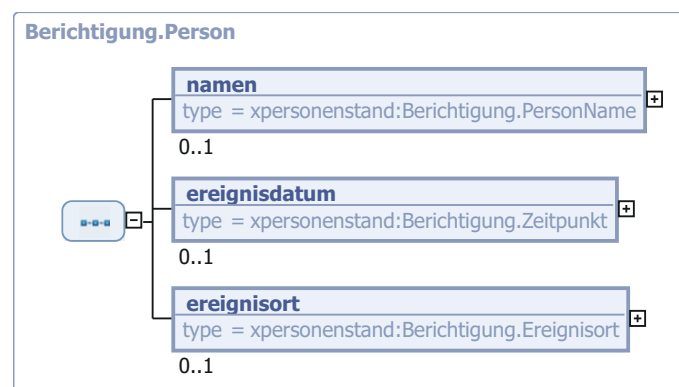 Berichtigung.Person
namen
type = xpersonenstand:Berichtigung.PersonName
0..1
ereignisdatum
type = xpersonenstand:Berichtigung.Zeitpunkt
0..1
ereignisort
type = xpersonenstand:Berichtigung.Ereignisort
0..1